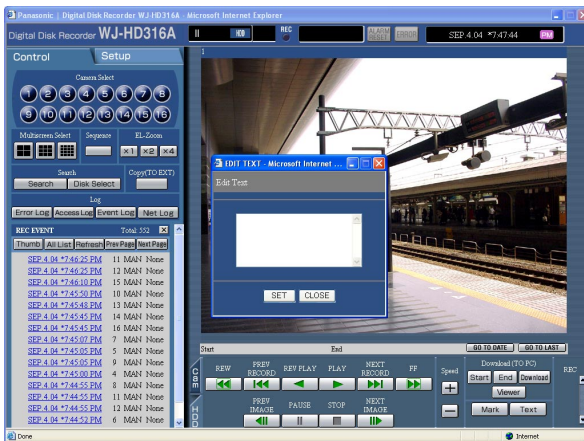 Panasonic | Digital Disk Recorder WJ-HD316A - Microsoft Internet Explorer
Digital Disk Recorder WJ-HD316A
HDD
REC
ALARM RESET
ERROR
SEP.4.04 *7:47:44 PM
Control
Setup
Camera Select
1 2 3 4 5 6 7 8
9 10 11 12 13 14 15 16
Multiscreen Select Sequence EL-Zoom
×1 ×2 ×4
Search Copy(TO EXT)
Search Disk Select
Log
Error Log Access Log Event Log Net Log
REC EVENT Total: 552
Thumb All List Refresh Prev Page Next Page
SEP.4.04 *7:46:25 PM 11 MAN None
SEP.4.04 *7:46:25 PM 12 MAN None
SEP.4.04 *7:46:10 PM 15 MAN None
SEP.4.04 *7:45:50 PM 10 MAN None
SEP.4.04 *7:45:48 PM 13 MAN None
SEP.4.04 *7:45:45 PM 14 MAN None
SEP.4.04 *7:45:45 PM 16 MAN None
SEP.4.04 *7:45:07 PM 7 MAN None
SEP.4.04 *7:45:05 PM 5 MAN None
SEP.4.04 *7:45:05 PM 9 MAN None
SEP.4.04 *7:45:00 PM 4 MAN None
SEP.4.04 *7:44:55 PM 8 MAN None
SEP.4.04 *7:44:55 PM 11 MAN None
SEP.4.04 *7:44:55 PM 12 MAN None
SEP.4.04 *7:44:52 PM 6 MAN None
1
EDIT TEXT - Microsoft Internet ...
Edit Text
SET CLOSE
Start End GO TO DATE GO TO LAST
Cam
HDD
REW PREV RECORD REV PLAY PLAY NEXT RECORD FF
PREV IMAGE PAUSE STOP NEXT IMAGE
Speed
Download (TO PC)
Start End Download
Viewer
Mark Text
REC
Done
Internet